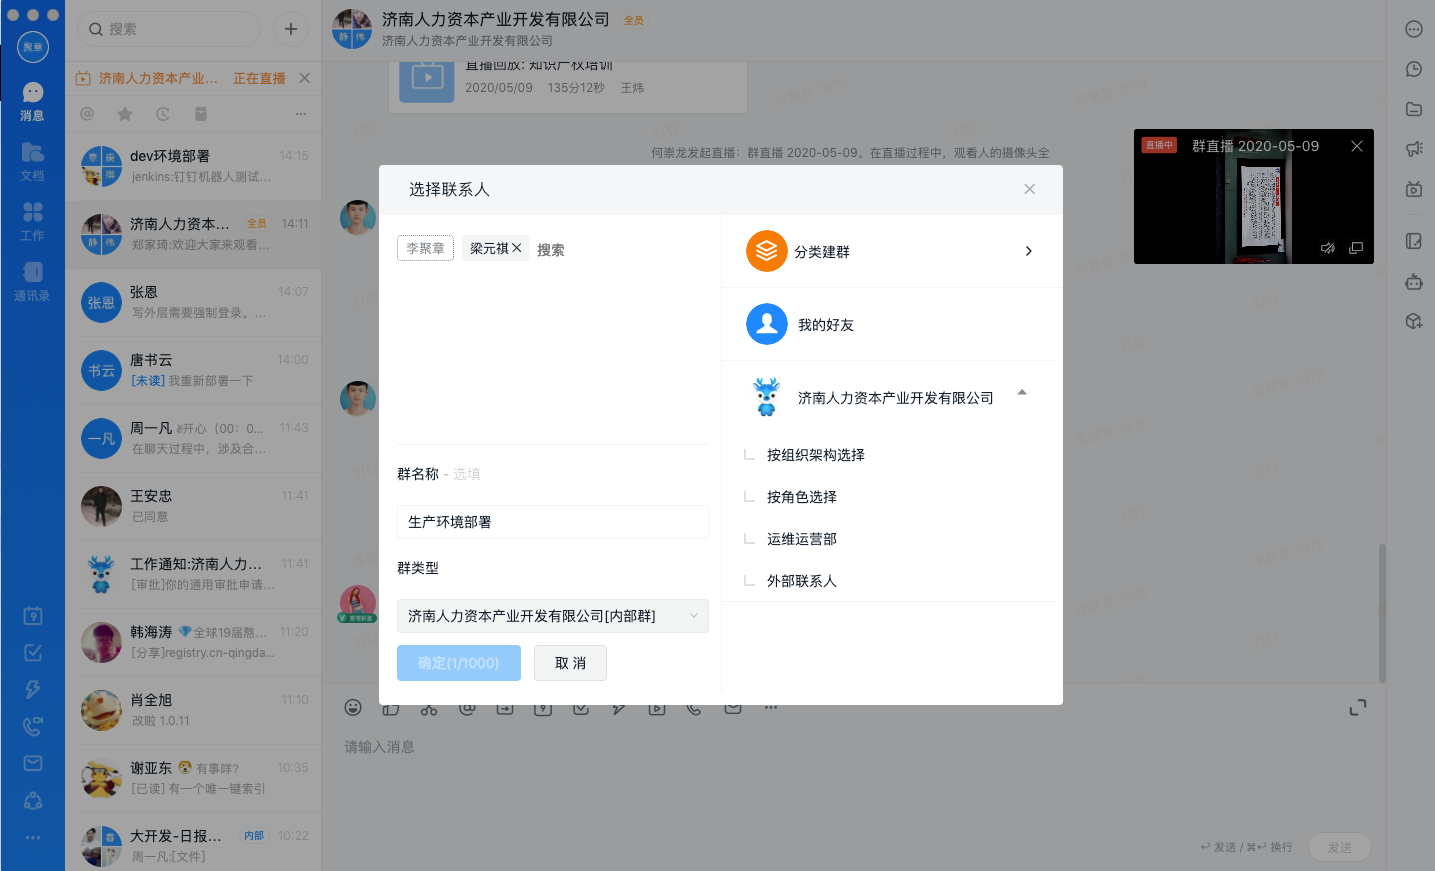 聚章
消息
文档
工作
通讯录
搜索
济南人力资本产业... 正在直播
dev环境部署 14:15
jenkins:钉钉机器人测试...
济南人力资本... 全员 14:11
郑家琦:欢迎大家来观看...
张恩 张恩 14:07
写外层需要强制登录。...
书云 唐书云 14:00
[未读] 我重新部署一下
一凡 周一凡 开心（00：0... 11:43
在聊天过程中，涉及合...
王安忠 11:41
已同意
工作通知:济南人力... 11:41
[审批]你的通用审批申请...
韩海涛 全球19届熬... 11:20
[分享]registry.cn-qingda...
肖全旭 11:10
改啦 1.0.11
谢亚东 有事咩? 10:35
[已读] 有一个唯一键索引
大开发-日报... 内部 10:22
周一凡:[文件]
静 伟
济南人力资本产业开发有限公司 全员
济南人力资本产业开发有限公司
直播回放: 知识产权培训
2020/05/09 135分12秒 王炜
何崇龙发起直播：群直播 2020-05-09。在直播过程中，观看人的摄像头全
直播中 群直播 2020-05-09
选择联系人
李聚章 梁元祺 搜索
群名称 - 选填
生产环境部署
群类型
济南人力资本产业开发有限公司[内部群]
确定(1/1000) 取 消
分类建群
我的好友
济南人力资本产业开发有限公司
按组织架构选择
按角色选择
运维运营部
外部联系人
请输入消息
发送 / ⌘ 换行 发送